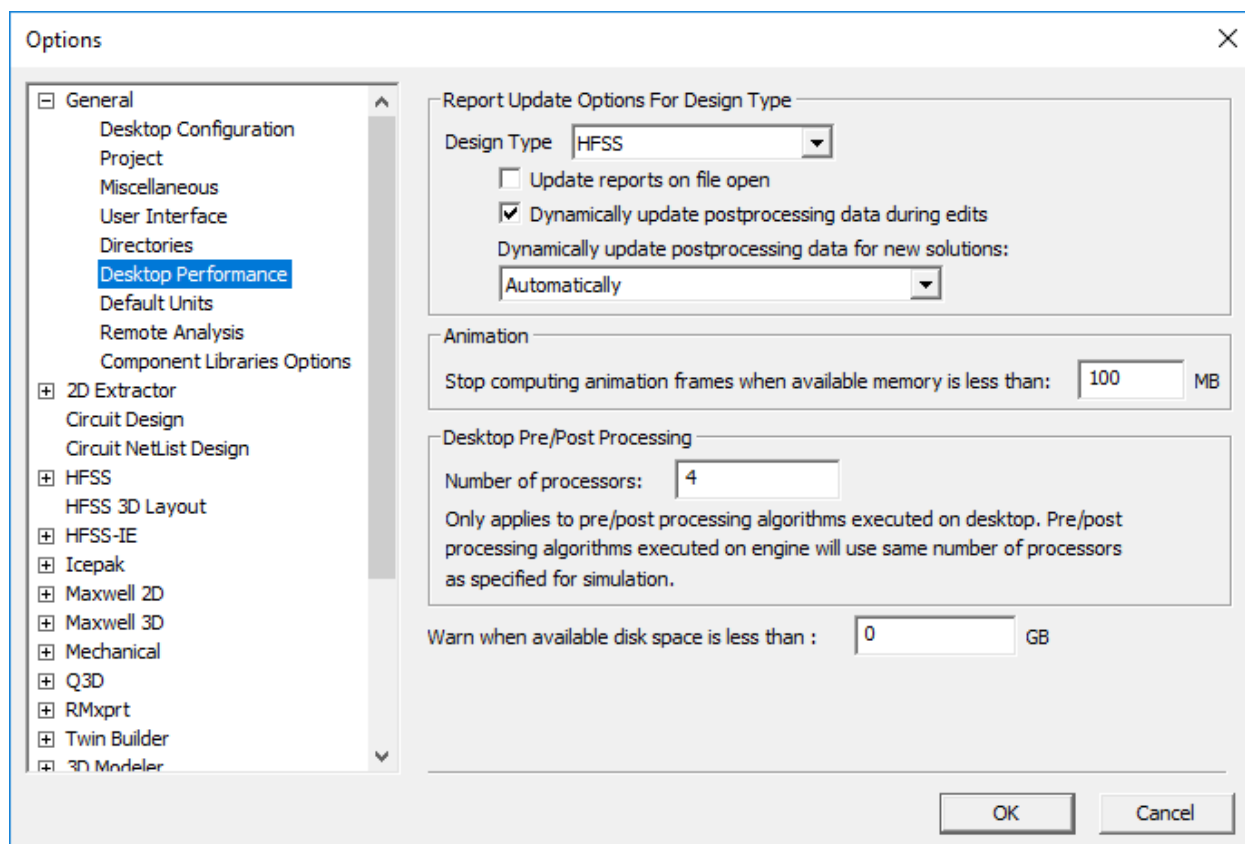 Options
General
Desktop Configuration
Project
Miscellaneous
User Interface
Directories
Desktop Performance
Default Units
Remote Analysis
Component Libraries Options
2D Extractor
Circuit Design
Circuit NetList Design
HFSS
HFSS 3D Layout
HFSS-IE
Icepak
Maxwell 2D
Maxwell 3D
Mechanical
Q3D
RMxprt
Twin Builder
3D Modeler
Report Update Options For Design Type
Design Type HFSS
Update reports on file open
Dynamically update postprocessing data during edits
Dynamically update postprocessing data for new solutions:
Automatically
Animation
Stop computing animation frames when available memory is less than: 100 MB
Desktop Pre/Post Processing
Number of processors: 4
Only applies to pre/post processing algorithms executed on desktop. Pre/post
processing algorithms executed on engine will use same number of processors
as specified for simulation.
Warn when available disk space is less than : 0 GB
OK Cancel